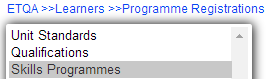 ETQA >>Learners >>Programme Registrations
Unit Standards
Qualifications
Skills Programmes